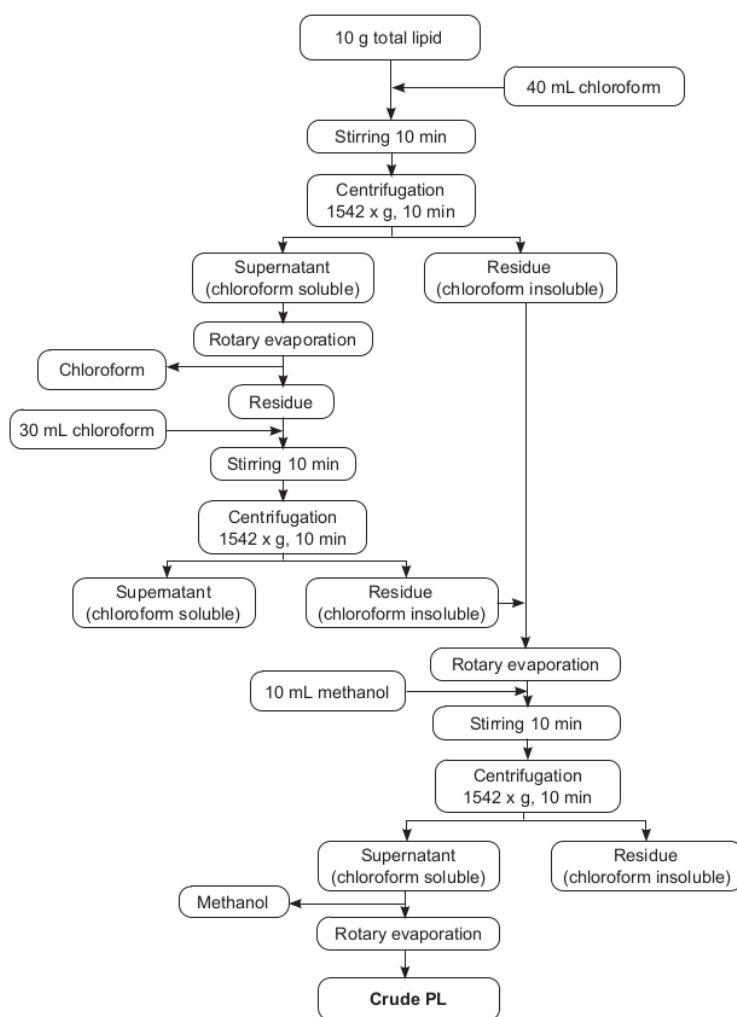 10 g total lipid
40 mL chloroform
Stirring 10 min
Centrifugation
1542 x g, 10 min
Supernatant
(chloroform soluble)
Residue
(chloroform insoluble)
Rotary evaporation
Chloroform
Residue
30 mL chloroform
Stirring 10 min
Centrifugation
1542 x g, 10 min
Supernatant
(chloroform soluble)
Residue
(chloroform insoluble)
Rotary evaporation
10 mL methanol
Stirring 10 min
Centrifugation
1542 x g, 10 min
Supernatant
(chloroform soluble)
Residue
(chloroform insoluble)
Methanol
Rotary evaporation
Crude PL